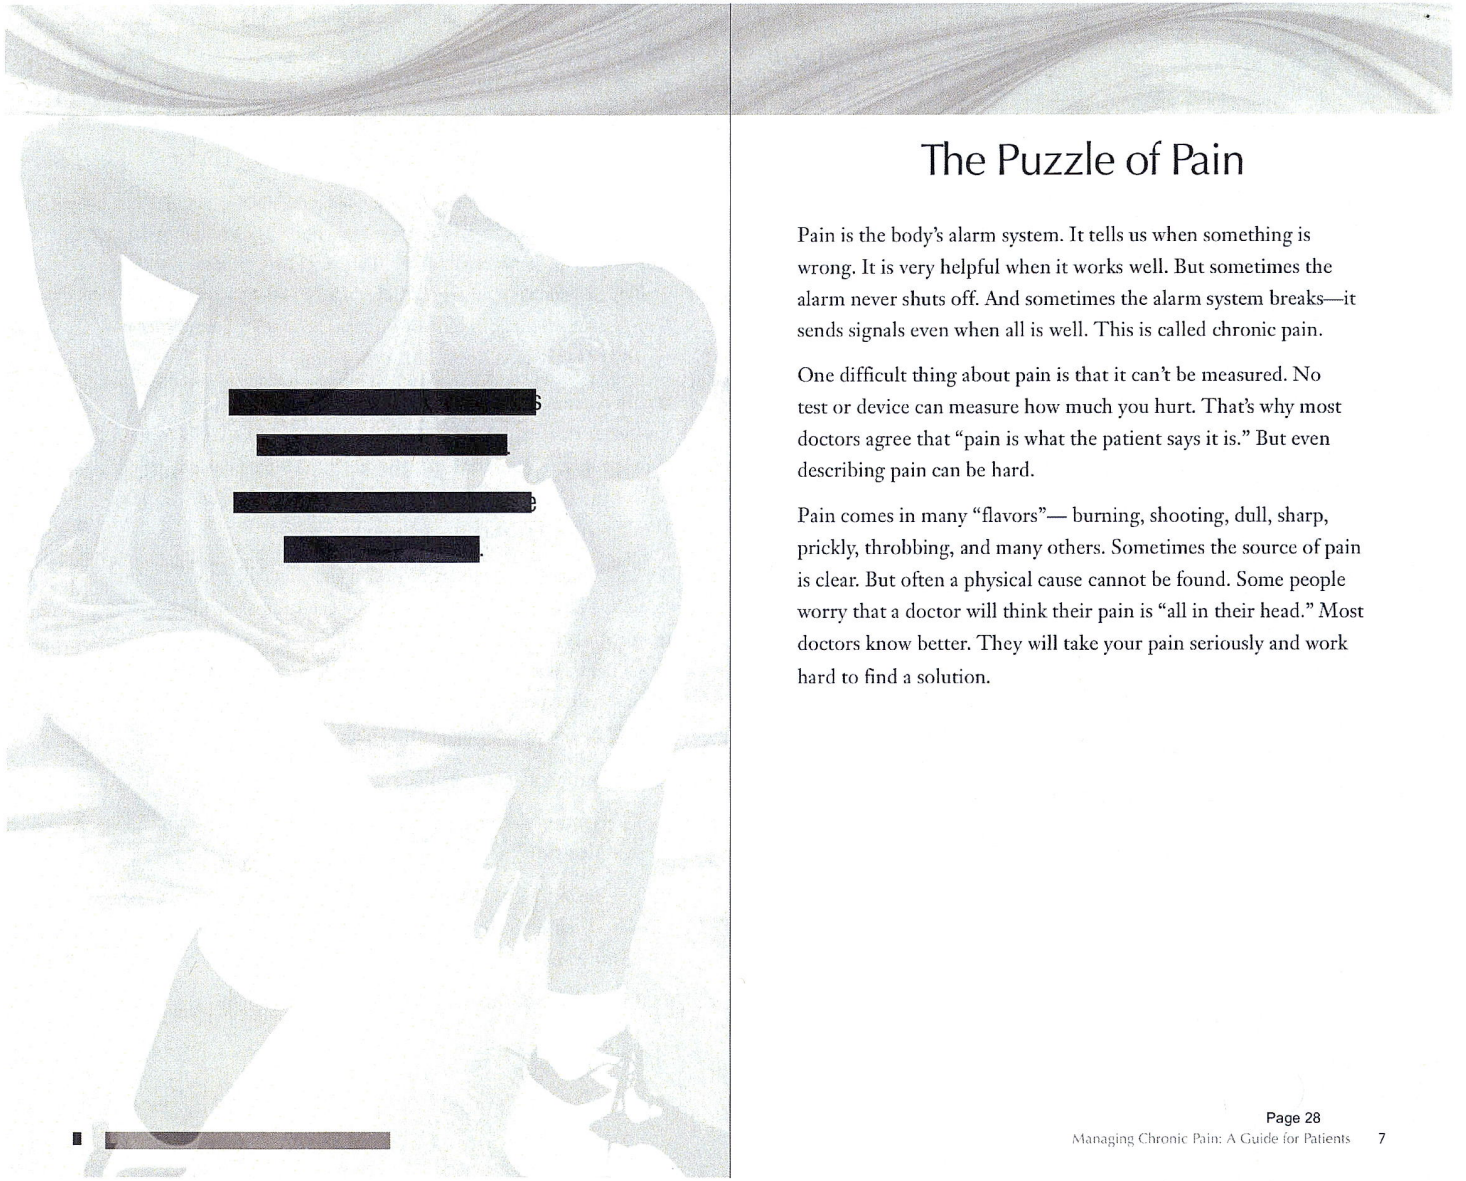 The Puzzle of Pain
Pain is the body's alarm system. It tells us when something is
wrong. It is very helpful when it works well. But sometimes the
alarm never shuts off. And sometimes the alarm system breaks—it
sends signals even when all is well. This is called chronic pain.
One difficult thing about pain is that it can't be measured. No
test or device can measure how much you hurt. That's why most
doctors agree that “pain is what the patient says it is.” But even
describing pain can be hard.
Pain comes in many “flavors”— burning, shooting, dull, sharp,
prickly, throbbing, and many others. Sometimes the source of pain
is clear. But often a physical cause cannot be found. Some people
worry that a doctor will think their pain is “all in their head.” Most
doctors know better. They will take your pain seriously and work
hard to find a solution.
Page 28
Managing Chronic Pain: A Guide for Patients 7